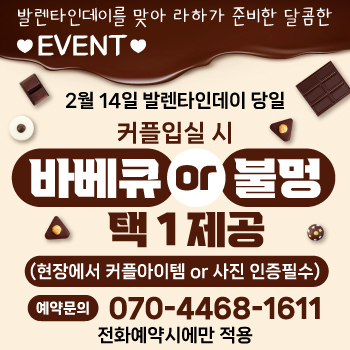 발렌타인데이를 맞아 라하가 준비한 달콤한
♥EVENT♥
2월 14일 발렌타인데이 당일
커플입실 시
바베큐 or 불멍
택 1 제공
(현장에서 커플아이템 or 사진 인증필수)
예약문의 070-4468-1611
전화예약시에만 적용